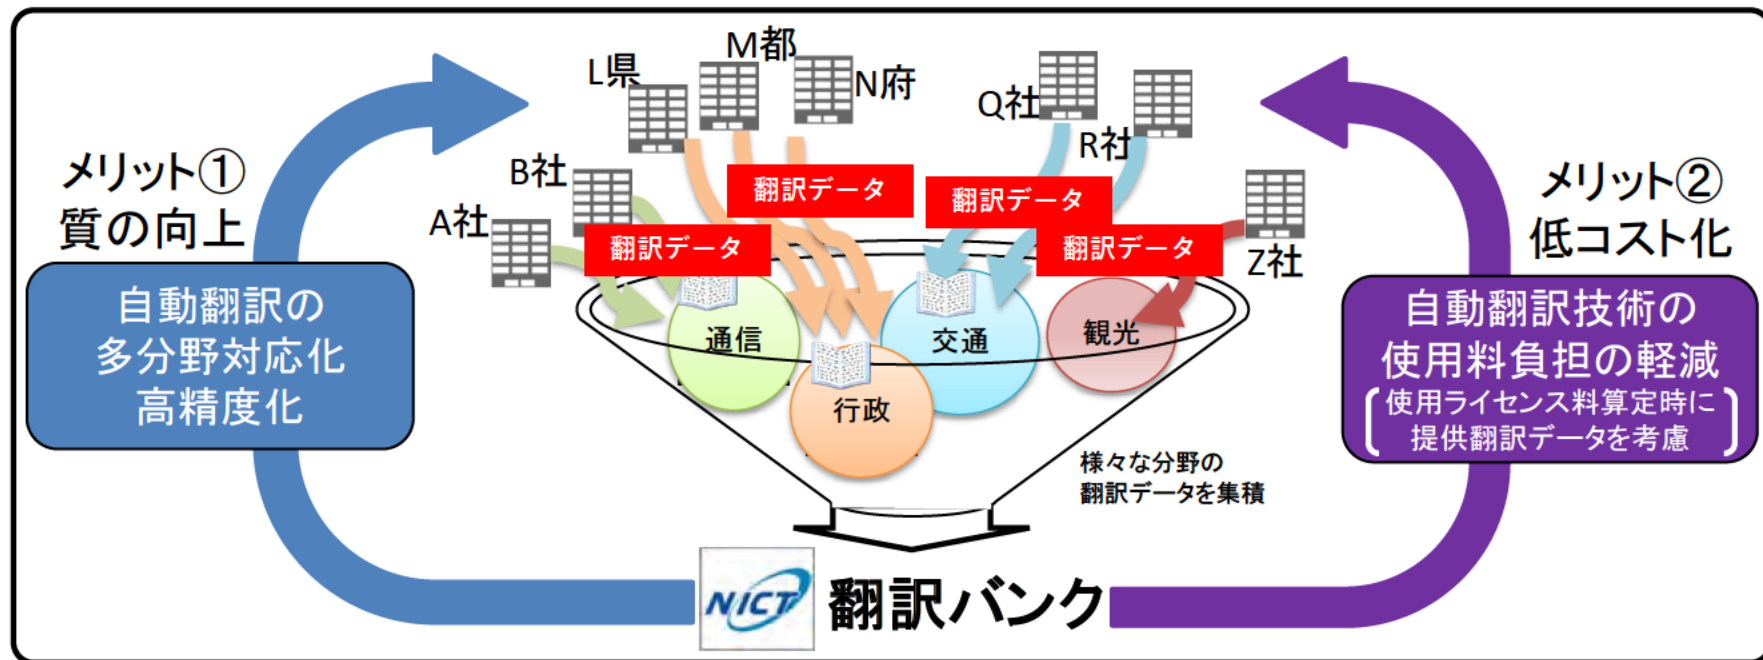 メリット①
質の向上
自動翻訳の
多分野対応化
高精度化
A社
B社
L県
M都
N府
Q社
R社
Z社
翻訳データ
翻訳データ
翻訳データ
翻訳データ
通信
行政
交通
観光
様々な分野の
翻訳データを集積
メリット②
低コスト化
自動翻訳技術の
使用料負担の軽減
使用ライセンス料算定時に
提供翻訳データを考慮
NICT 翻訳バンク